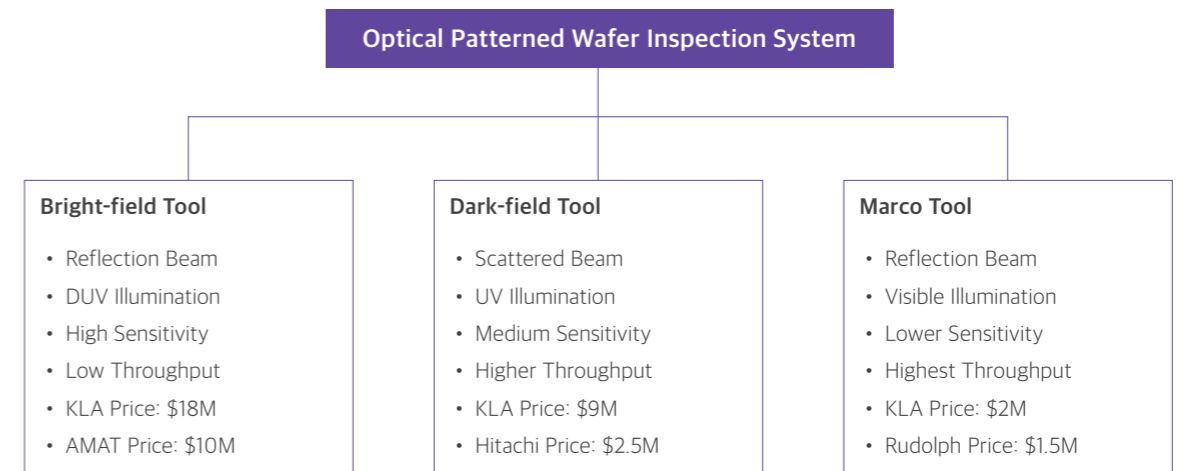 Optical Patterned Wafer Inspection System
Bright-field Tool
• Reflection Beam
• DUV Illumination
• High Sensitivity
• Low Throughput
• KLA Price: $18M
• AMAT Price: $10M
Dark-field Tool
• Scattered Beam
• UV Illumination
• Medium Sensitivity
• Higher Throughput
• KLA Price: $9M
• Hitachi Price: $2.5M
Marco Tool
• Reflection Beam
• Visible Illumination
• Lower Sensitivity
• Highest Throughput
• KLA Price: $2M
• Rudolph Price: $1.5M